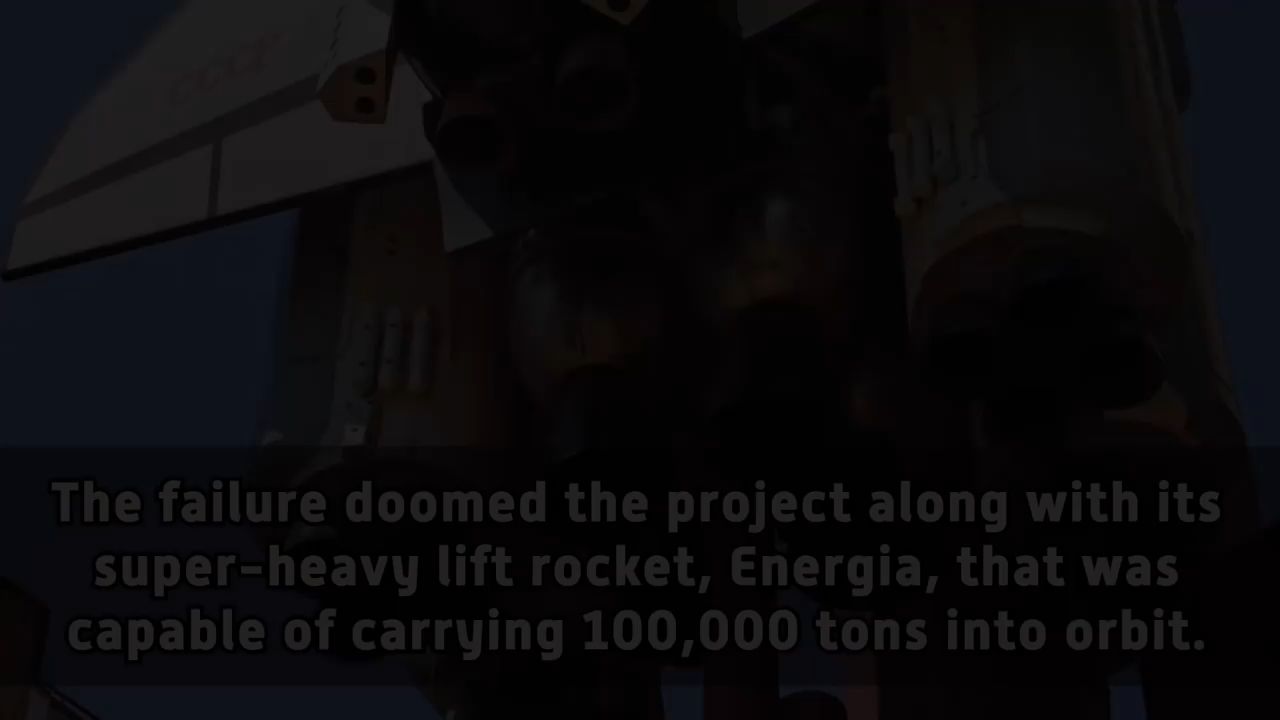 CCCP
The failure doomed the project along with its
super-heavy lift rocket, Energia, that was
capable of carrying 100,000 tons into orbit.